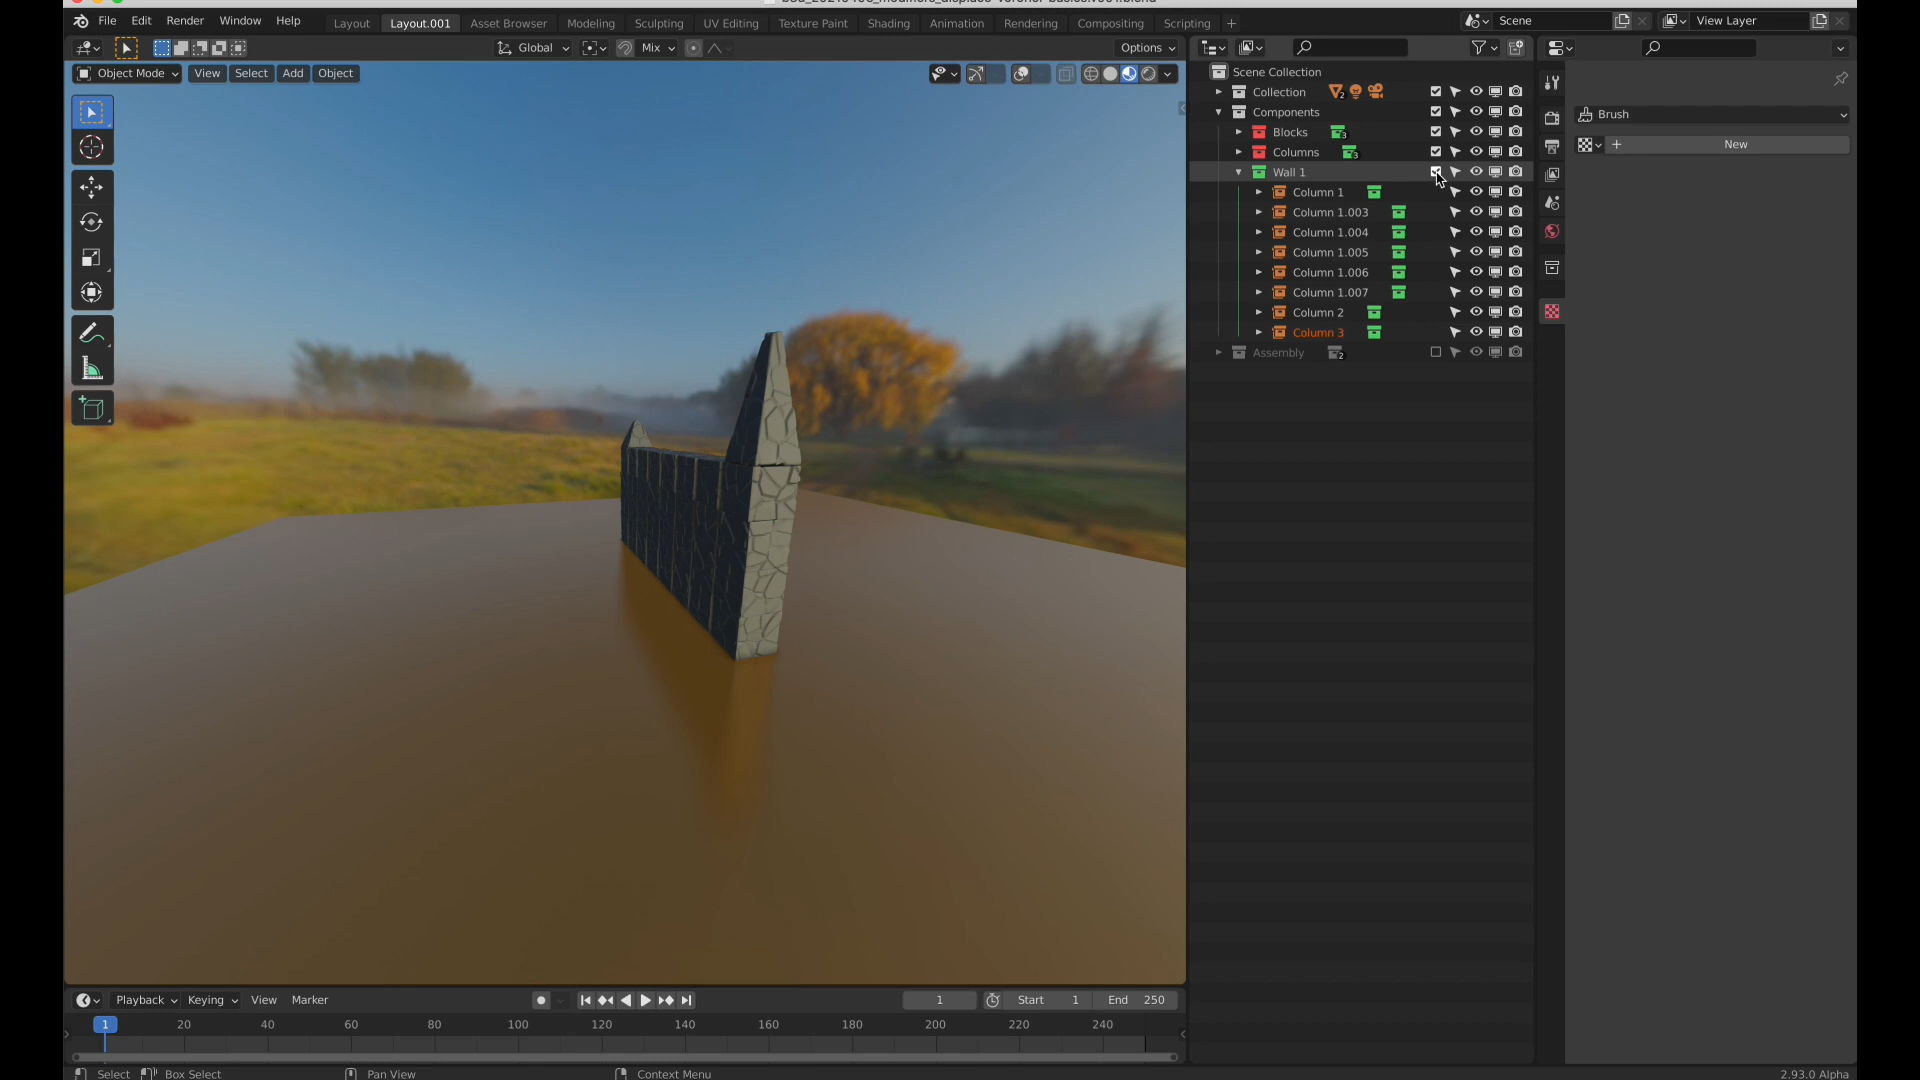 File Edit Render Window Help Layout Layout.001 Asset Browser Modeling Sculpting UV Editing Texture Paint Shading Animation Rendering Compositing Scripting + Scene View Layer
Global Mix Options
Object Mode View Select Add Object
Scene Collection
Collection 2
Components
Blocks 3
Columns 3
Wall 1
Column 1
Column 1.003
Column 1.004
Column 1.005
Column 1.006
Column 1.007
Column 2
Column 3
Assembly 2
Brush
+ New
Playback Keying View Marker 1 Start 1 End 250
1 20 40 60 80 100 120 140 160 180 200 220 240
Select Box Select Pan View Context Menu 2.93.0 Alpha